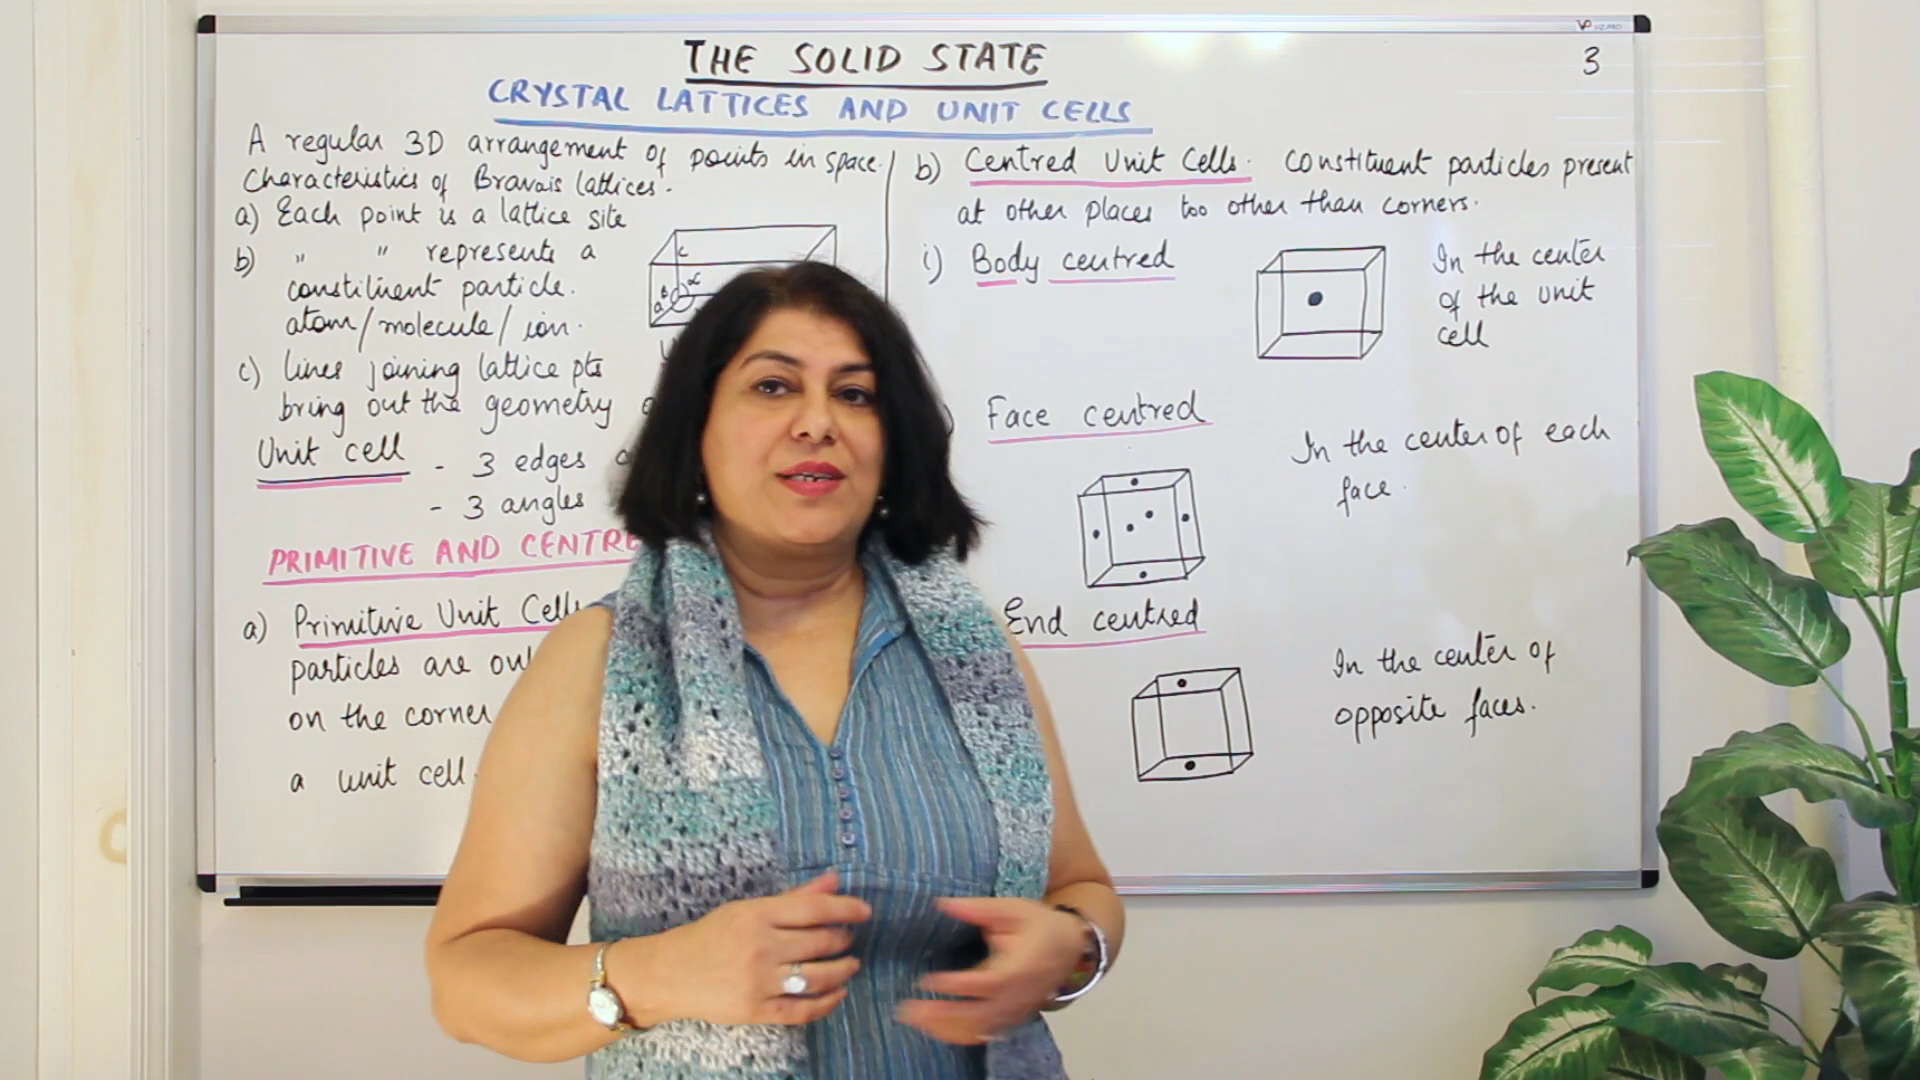 THE SOLID STATE
3
CRYSTAL LATTICES AND UNIT CELLS
A regular 3D arrangement of points in space.
Characteristics of Bravais lattices.
a) Each point is a lattice site
b) " " represents a
constituent particle.
atom/molecule/ion.
c) lines joining lattice pts
bring out the geometry
Unit cell - 3 edges
- 3 angles
c
B α
a
PRIMITIVE AND CENTRE
a) Primitive Unit Cells
particles are
on the corner
a unit cell.
b) Centred Unit Cells. Constituent particles present
at other places too other than corners.
i) Body centred
In the center
of the unit
cell
Face centred
In the center of each
face.
End centred
In the center of
opposite faces.